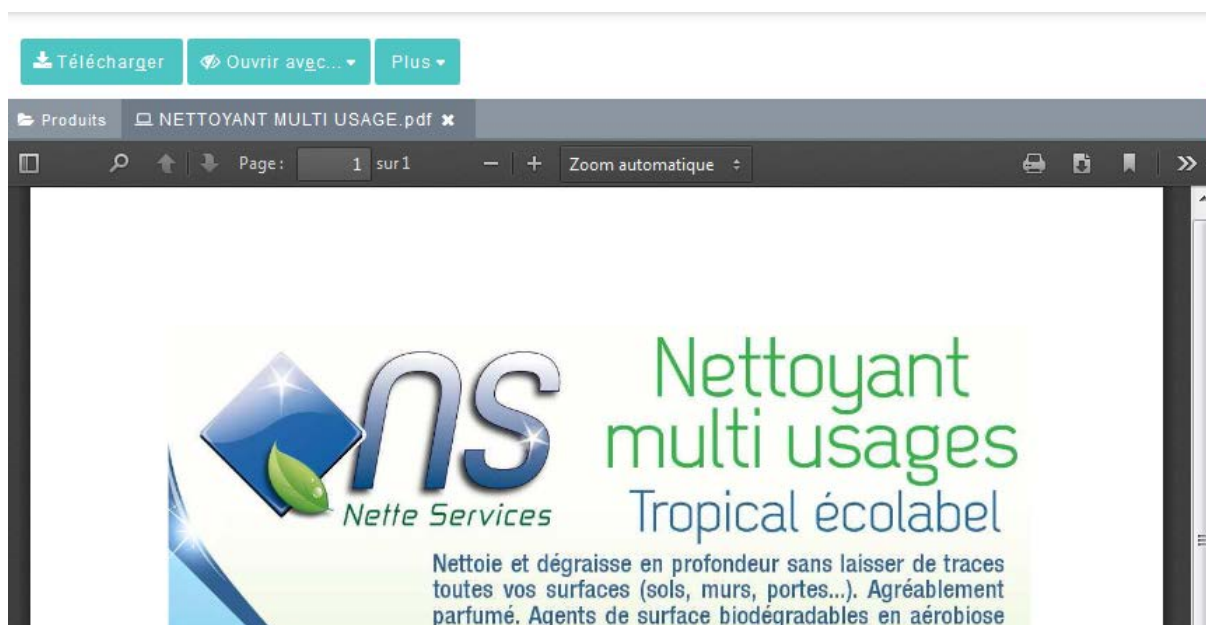 Télécharger Ouvrir avec... Plus
Produits NETTOYANT MULTI USAGE.pdf
Page: 1 sur 1 Zoom automatique
Nettoyant
multi usages
Tropical écolabel
ns
Nette Services
Nettoie et dégraisse en profondeur sans laisser de traces
toutes vos surfaces (sols, murs, portes...). Agréablement
parfumé. Agents de surface biodégradables en aérobiose